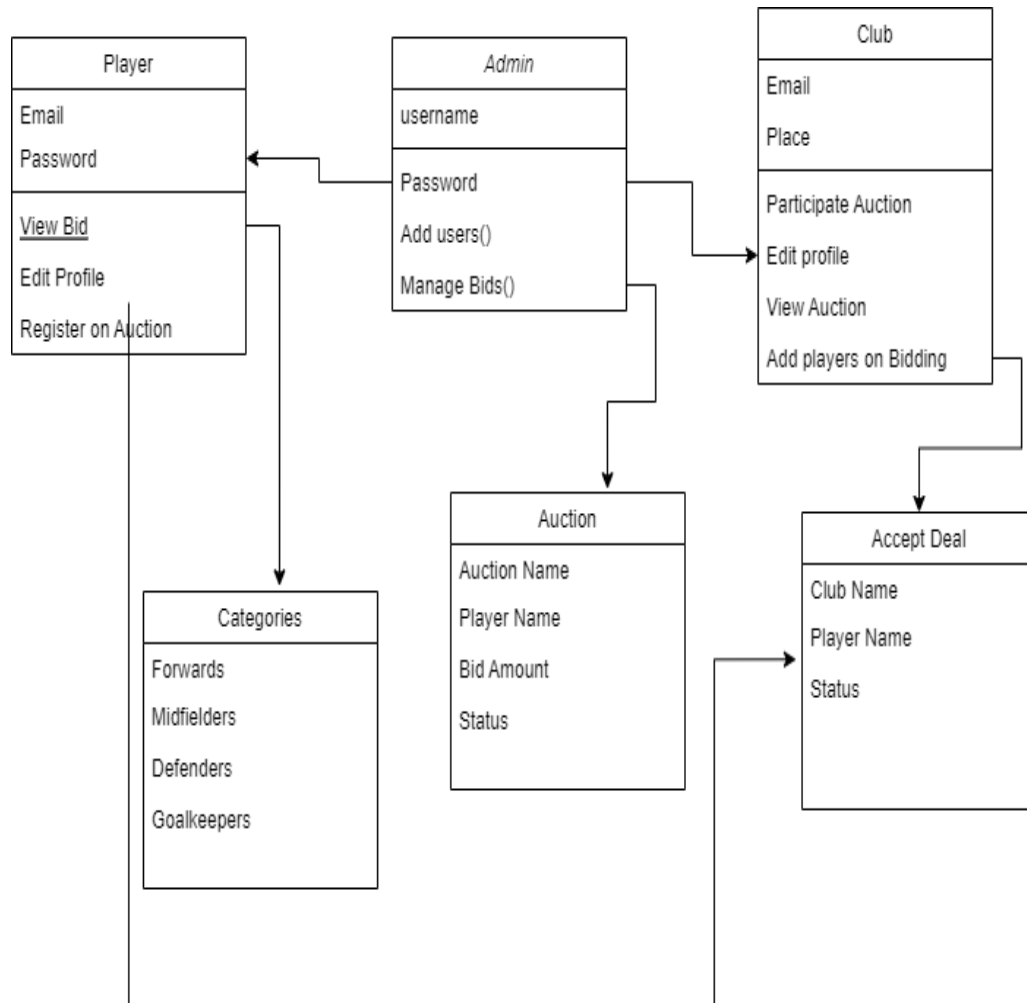 Player
Email
Password
View Bid
Edit Profile
Register on Auction
Admin
username
Password
Add users()
Manage Bids()
Club
Email
Place
Participate Auction
Edit profile
View Auction
Add players on Bidding
Categories
Forwards
Midfielders
Defenders
Goalkeepers
Auction
Auction Name
Player Name
Bid Amount
Status
Accept Deal
Club Name
Player Name
Status